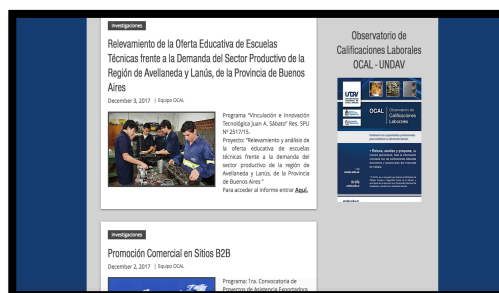 Investigaciones
Relevamiento de la Oferta Educativa de Escuelas
Técnicas frente a la Demanda del Sector Productivo de la
Región de Avellaneda y Lanús, de la Provincia de Buenos
Aires
December 3, 2017 | Equipo OCAL
Programa "Vinculación e Innovación
Tecnológica Juan A. Sábato" Res. SPU
Nº 2517/15.
Proyecto: "Relevamiento y análisis de
la oferta educativa de escuelas
técnicas frente a la demanda del
sector productivo de la región de
Avellaneda y Lanús, de la Provincia
de Buenos Aires "
Para acceder al informe entrar Aquí.
Investigaciones
Promoción Comercial en Sitios B2B
December 2, 2017 | Equipo OCAL
Programa: 1ra. Convocatoria de
Proyectos de Asistencia Exportadora
Observatorio de
Calificaciones Laborales
OCAL - UNDAV
UNDAV
OCAL
Observatorio de
Calificaciones
Laborales